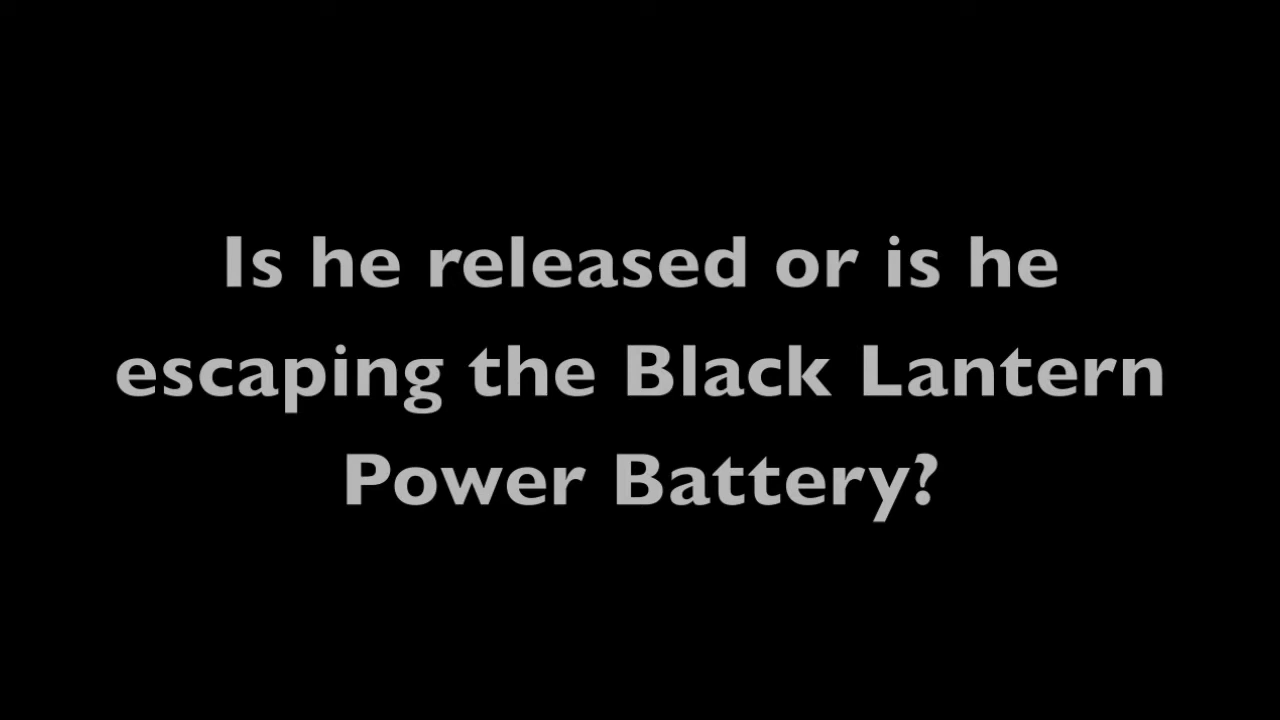 Is he released or is he
escaping the Black Lantern
Power Battery?